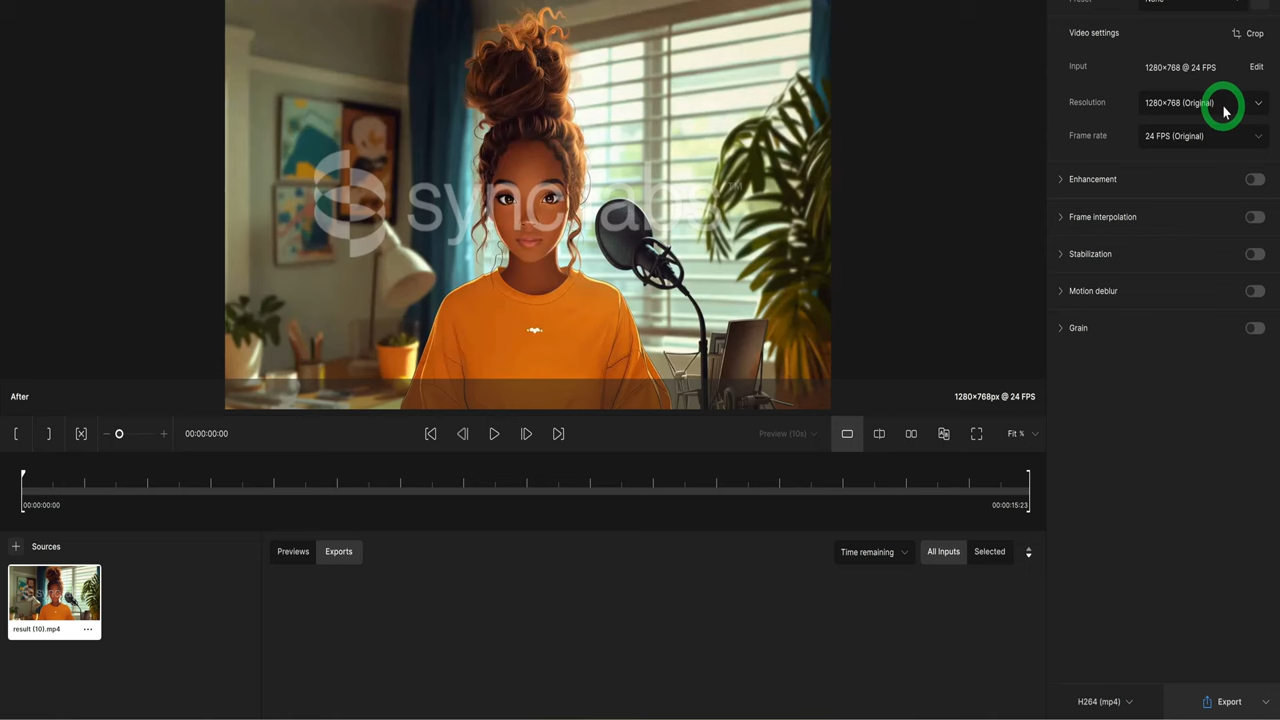 None
Video settings
Crop
Input
1280×768 @ 24 FPS
Edit
Resolution
1280×768 (Original)
Frame rate
24 FPS (Original)
Enhancement
Frame interpolation
Stabilization
Motion deblur
Grain
After
1280×768px @ 24 FPS
00:00:00:00
Preview (10s)
Fit %
00:00:00:00
00:00:15:23
Sources
Previews
Exports
Time remaining
All Inputs
Selected
result (10).mp4
H264 (mp4)
Export